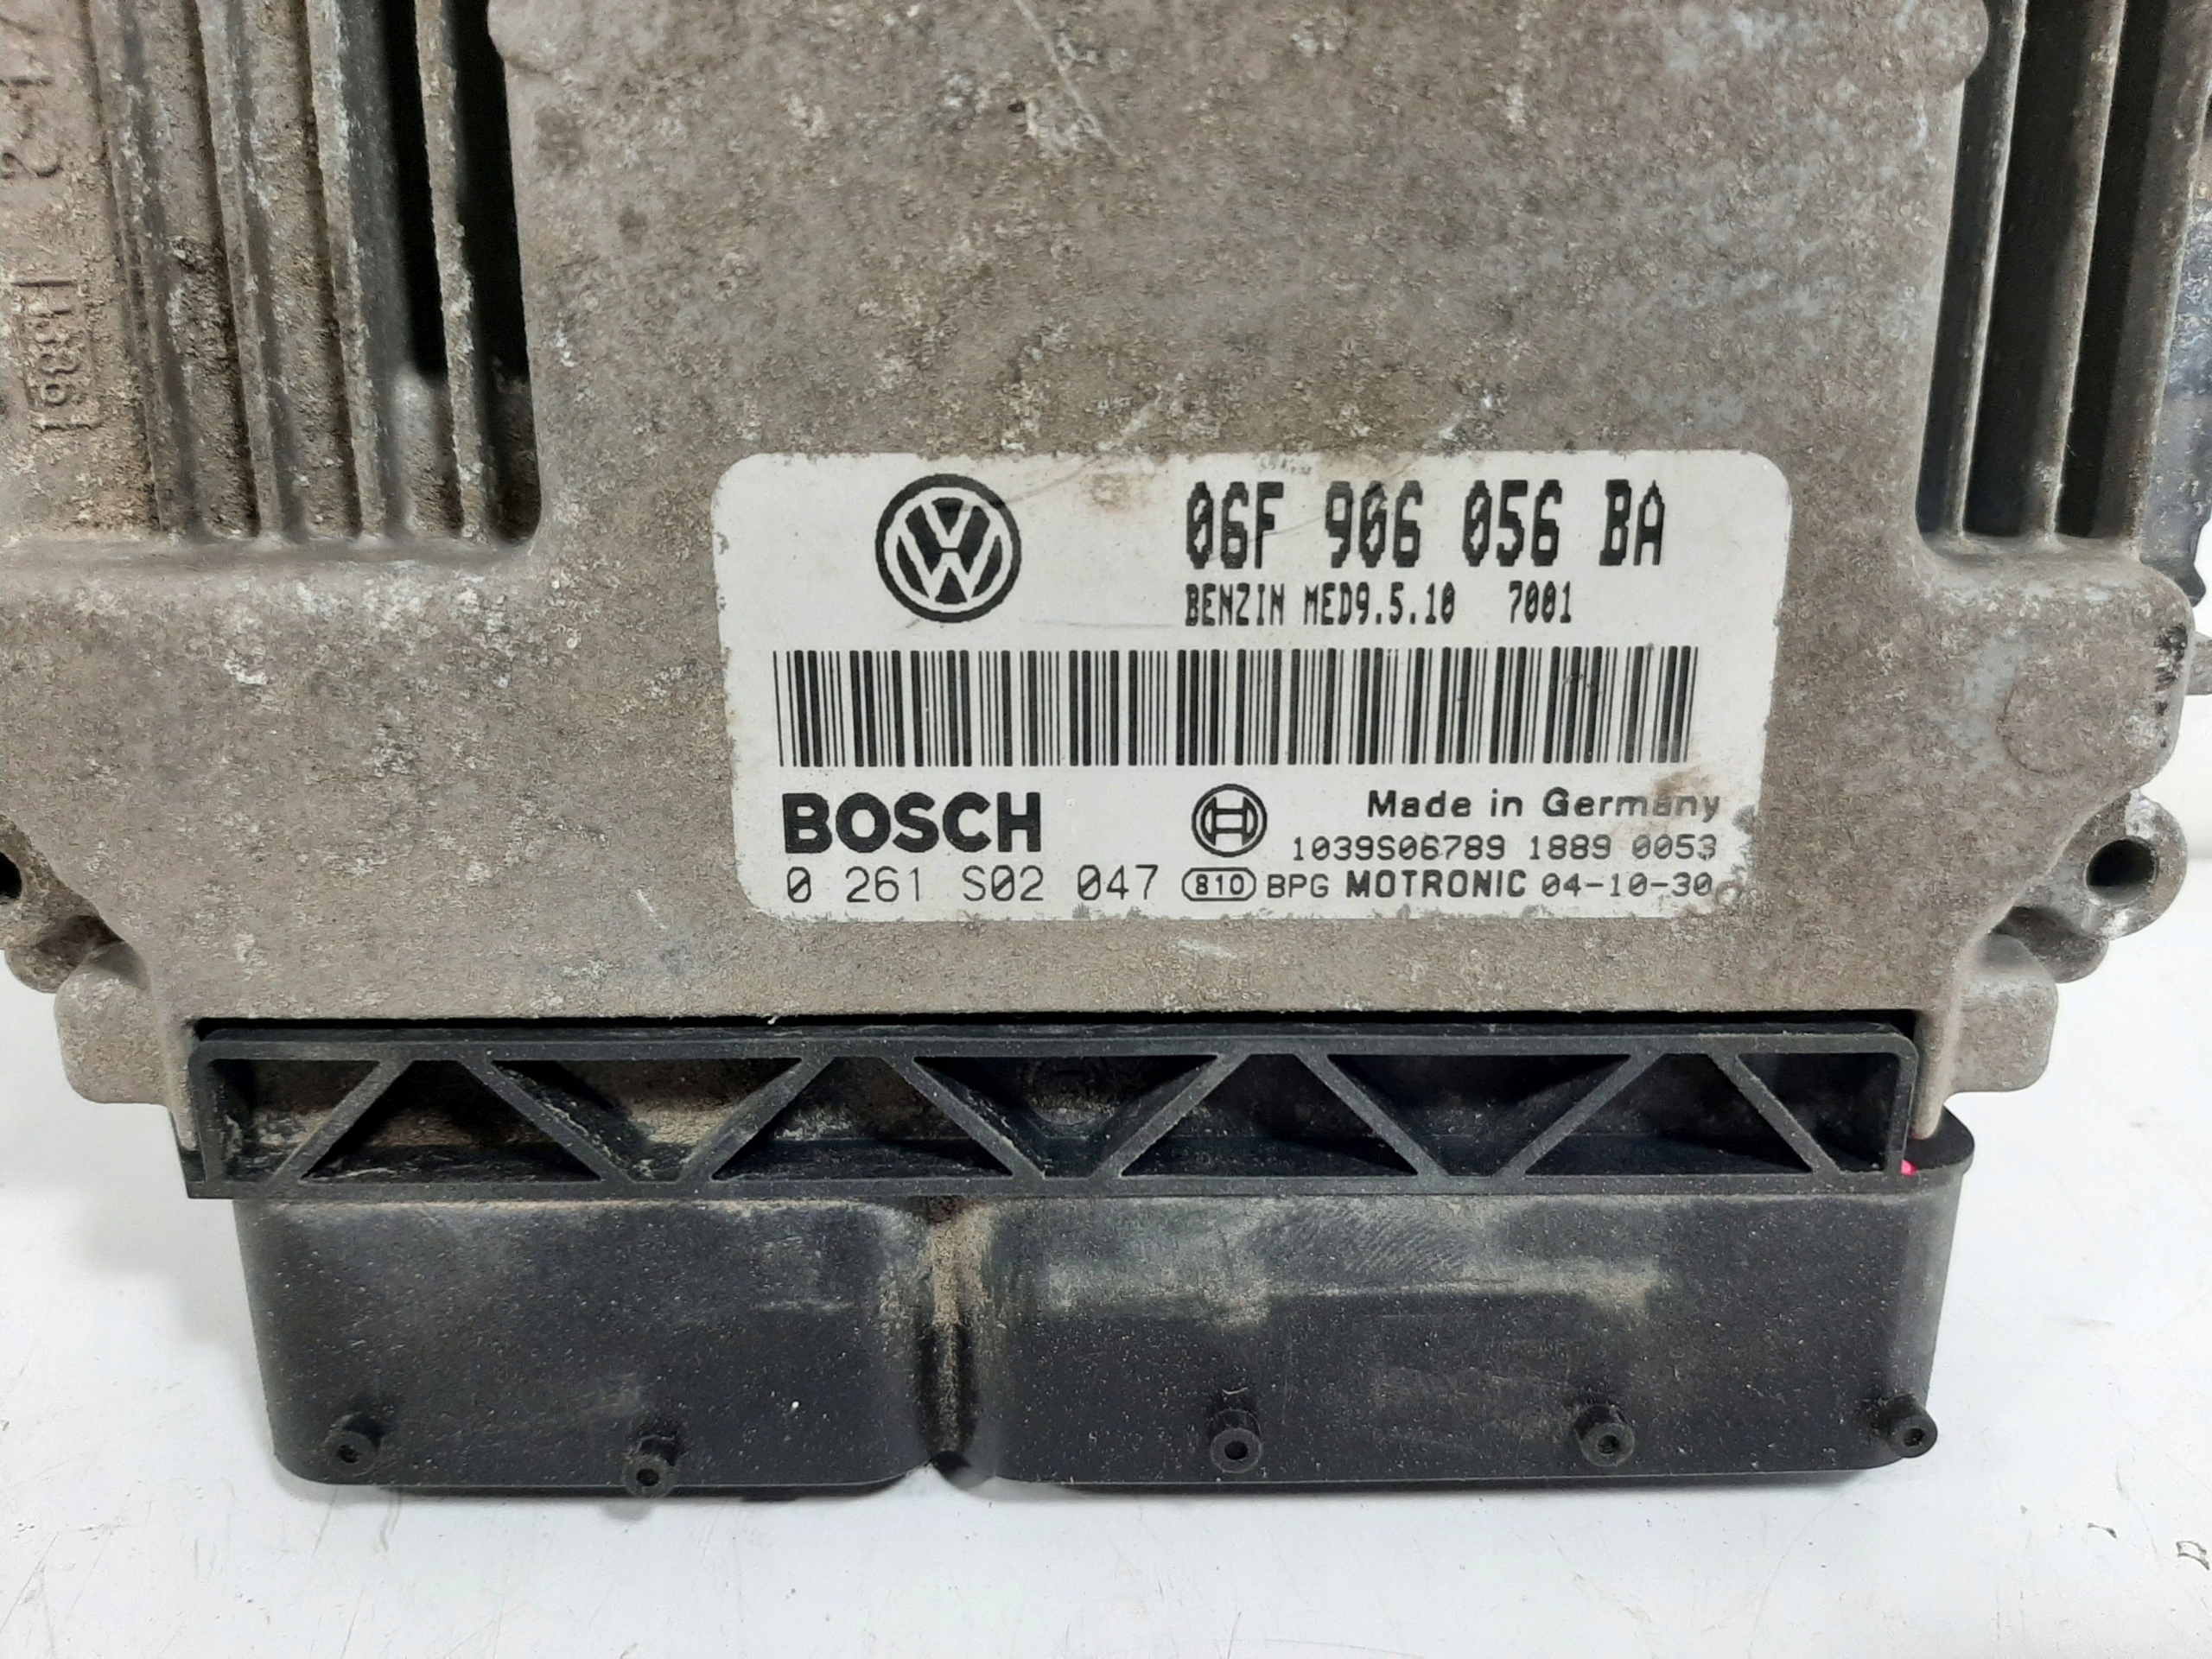 06F 906 056 BA
BENZIN MED9.5.10 7001
BOSCH
Made in Germany
1039S06789 1889 0053
0 261 S02 047 810 BPG MOTRONIC 04-10-30